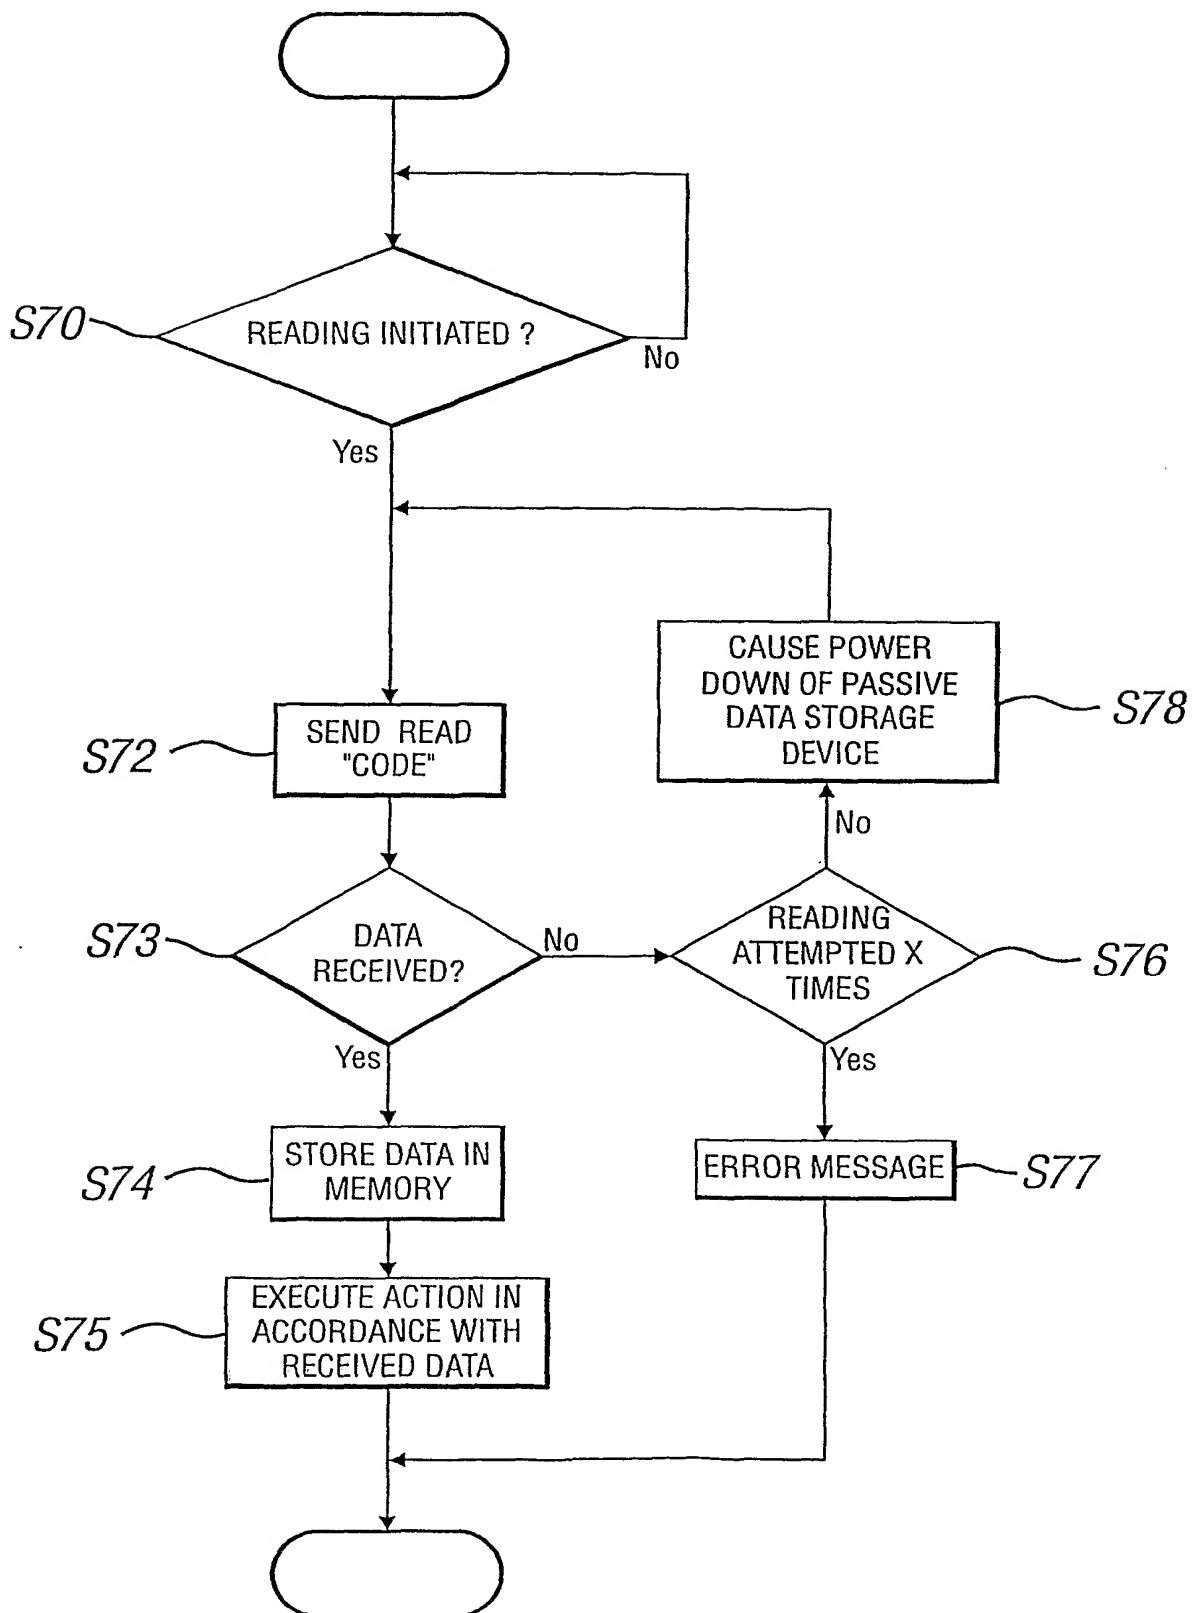 S70
READING INITIATED ?
No
Yes
S72
SEND READ
"CODE"
CAUSE POWER
DOWN OF PASSIVE
DATA STORAGE
DEVICE
S78
No
S73
DATA
RECEIVED?
No
READING
ATTEMPTED X
TIMES
S76
Yes
Yes
S74
STORE DATA IN
MEMORY
ERROR MESSAGE
S77
S75
EXECUTE ACTION IN
ACCORDANCE WITH
RECEIVED DATA